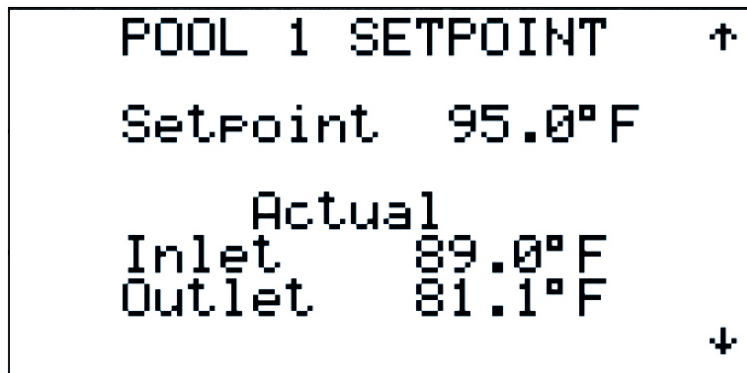 POOL 1 SETPOINT ↑
Setpoint 95.0°F
Actual
Inlet 89.0°F
Outlet 81.1°F
↓